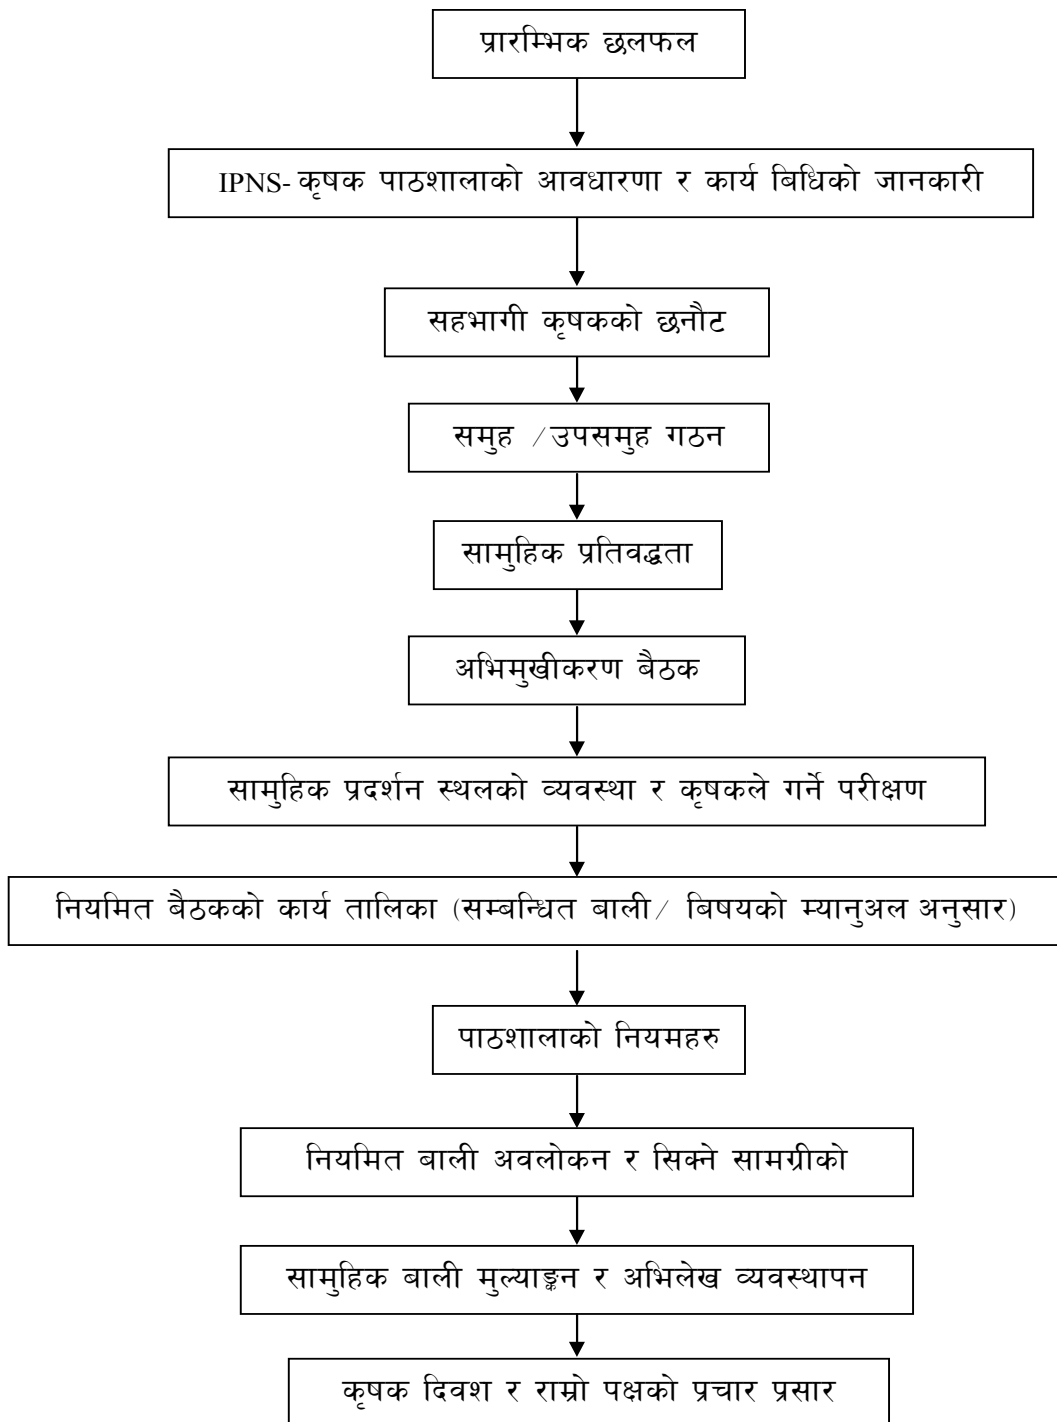 प्रारम्भिक छलफल
IPNS- कृषक पाठशालाको आवधारणा र कार्य बिधिको जानकारी
सहभागी कृषकको छनौट
समुह /उपसमुह गठन
सामुहिक प्रतिवद्धता
अभिमुखीकरण बैठक
सामुहिक प्रदर्शन स्थलको व्यवस्था र कृषकले गर्ने परीक्षण
नियमित बैठकको कार्य तालिका (सम्बन्धित बाली/ बिषयको म्यानुअल अनुसार)
पाठशालाको नियमहरु
नियमित बाली अवलोकन र सिक्ने सामग्रीको
सामुहिक बाली मुल्याङ्कन र अभिलेख व्यवस्थापन
कृषक दिवश र राम्रो पक्षको प्रचार प्रसार